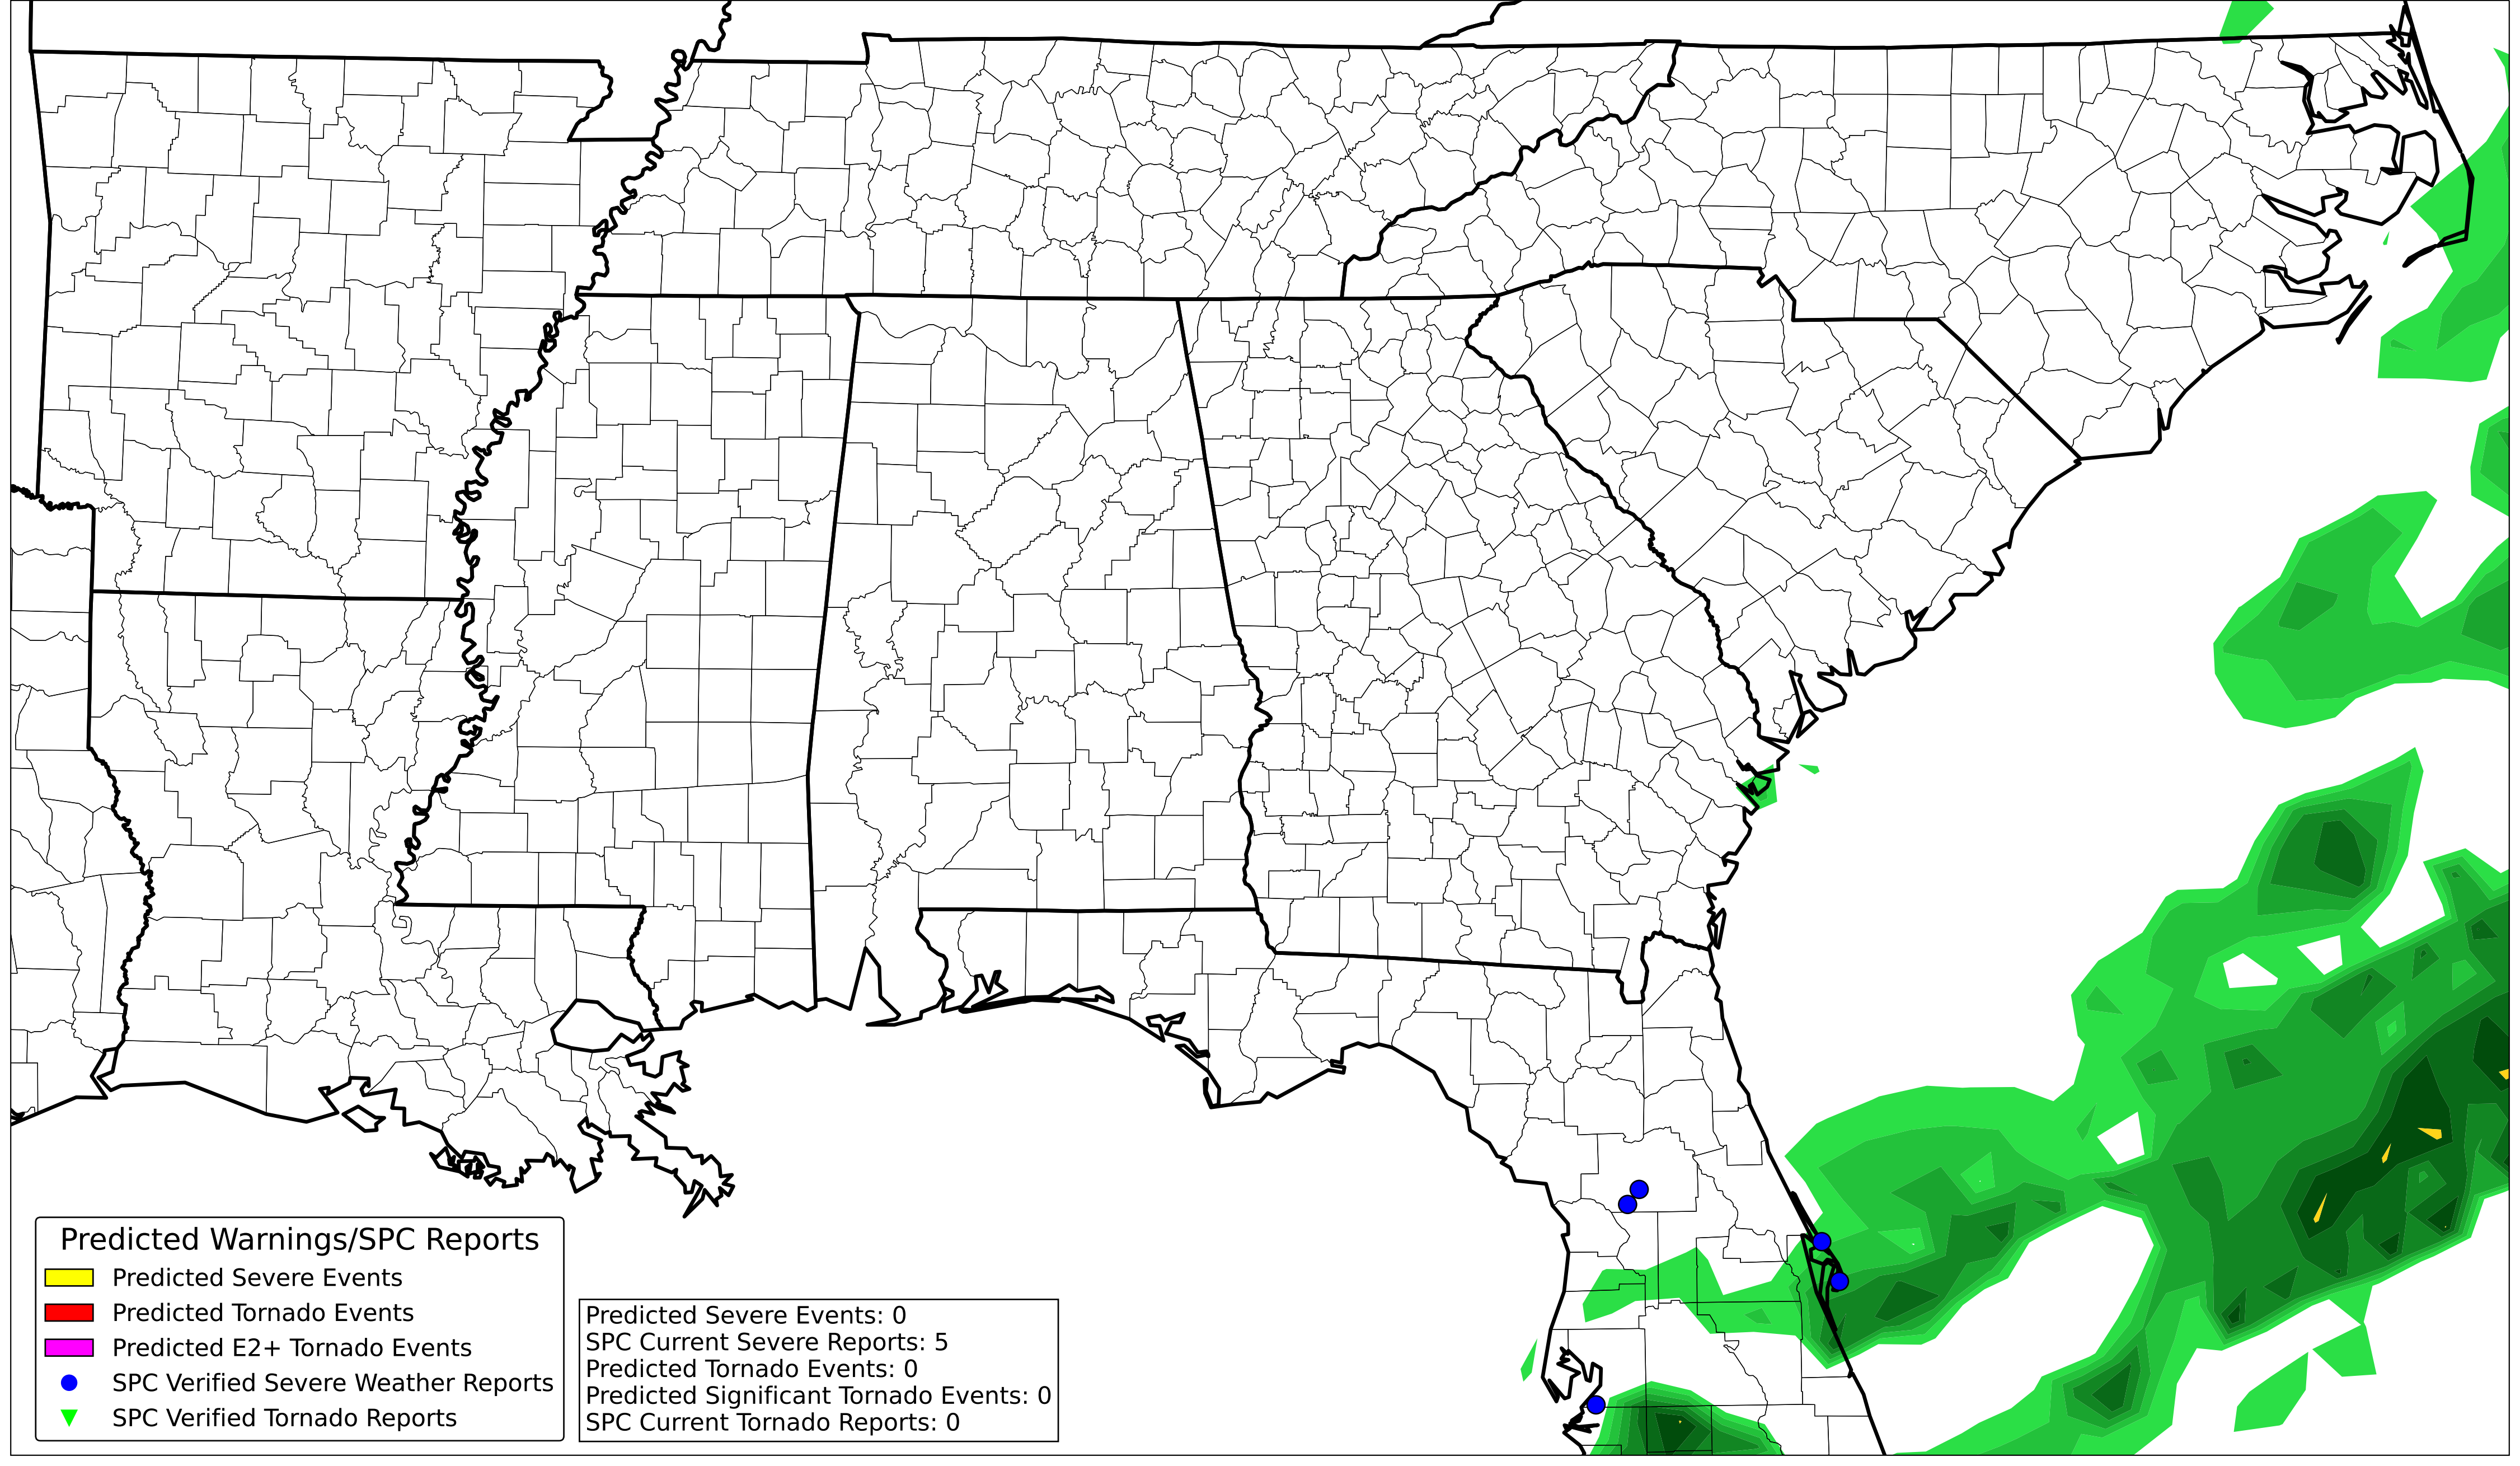 Predicted Warnings/SPC Reports
Predicted Severe Events
Predicted Tornado Events
Predicted E2+ Tornado Events
SPC Verified Severe Weather Reports
SPC Verified Tornado Reports
Predicted Severe Events: 0
SPC Current Severe Reports: 5
Predicted Tornado Events: 0
Predicted Significant Tornado Events: 0
SPC Current Tornado Reports: 0